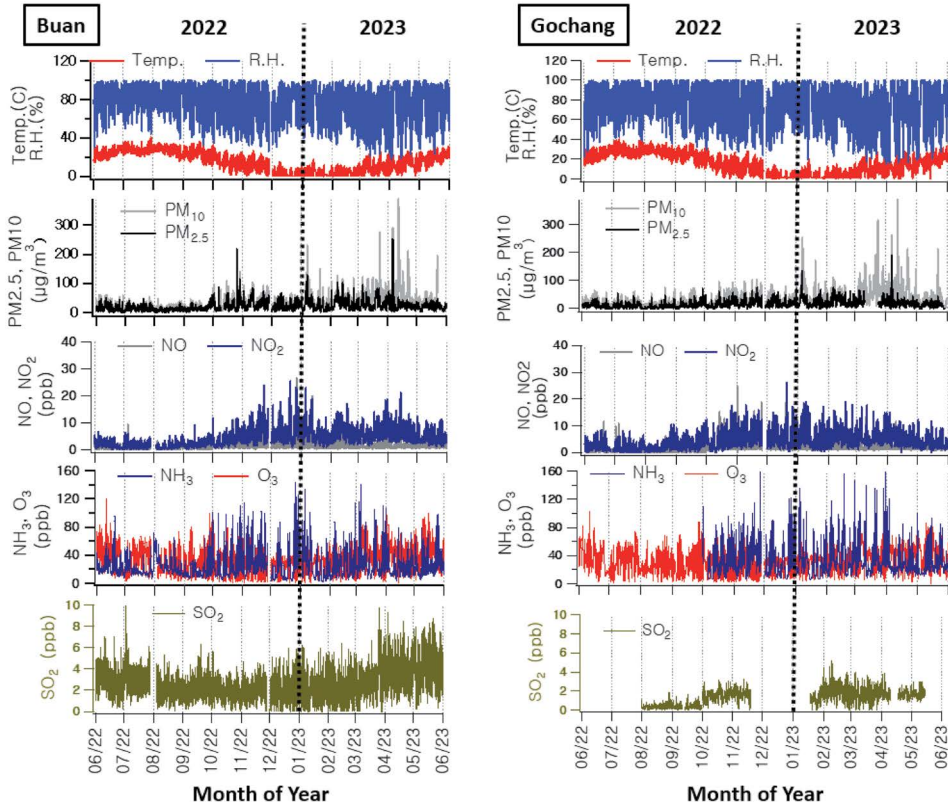 Buan 2022 2023
Temp. R.H.
120
80
40
0
Temp.(C)
R.H.(%)
PM10
PM2.5
300
200
100
0
PM2.5, PM10
(μg/m3)
NO NO2
40
30
20
10
0
NO, NO2
(ppb)
NH3 O3
160
120
80
40
0
NH3, O3
(ppb)
SO2
10
8
6
4
2
0
SO2 (ppb)
06/22
07/22
08/22
09/22
10/22
11/22
12/22
01/23
02/23
03/23
04/23
05/23
06/23
Month of Year
Gochang 2022 2023
Temp. R.H.
120
100
80
60
40
20
0
Temp.(C)
R.H.(%)
PM10
PM2.5
300
200
100
0
PM2.5, PM10
(μg/m3)
NO NO2
40
30
20
10
0
NO, NO2
(ppb)
NH3 O3
160
120
80
40
0
NH3, O3
(ppb)
SO2
10
8
6
4
2
0
SO2 (ppb)
06/22
07/22
08/22
09/22
10/22
11/22
12/22
01/23
02/23
03/23
04/23
05/23
06/23
Month of Year